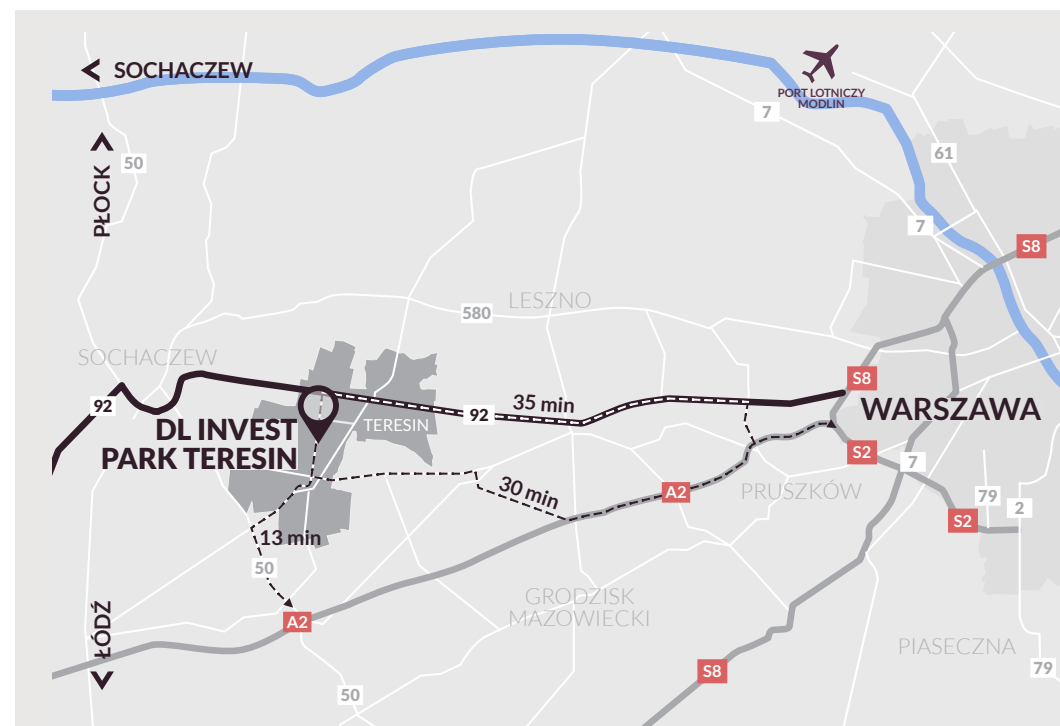 SOCHACZEW
PORT LOTNICZY
MODLIN
7
PŁOCK
50
61
7
S8
LESZNO
580
SOCHACZEW
S8
92
35 min
92
WARSZAWA
DL INVEST
PARK TERESIN
TERESIN
S2
7
30 min
A2
PRUSZKÓW
79
2
S2
13 min
50
GRODZISK
MAZOWIECKI
A2
ŁÓDŹ
PIASECZNA
S8
79
50